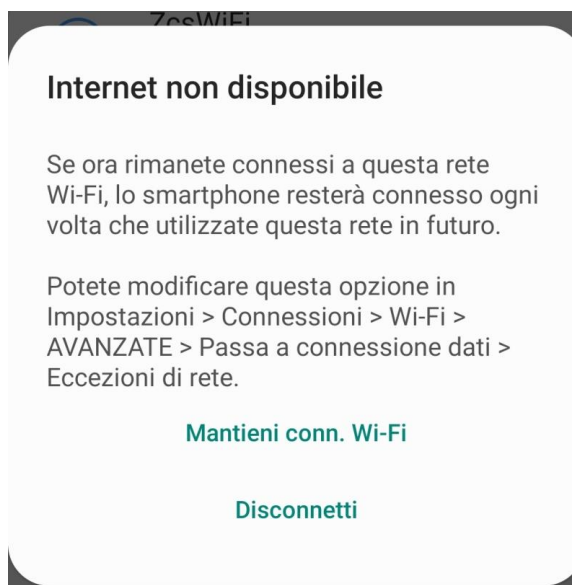 ZcsWiFi
Internet non disponibile
Se ora rimanete connessi a questa rete
Wi-Fi, lo smartphone resterà connesso ogni
volta che utilizzate questa rete in futuro.
Potete modificare questa opzione in
Impostazioni > Connessioni > Wi-Fi >
AVANZATE > Passa a connessione dati >
Eccezioni di rete.
Mantieni conn. Wi-Fi
Disconnetti